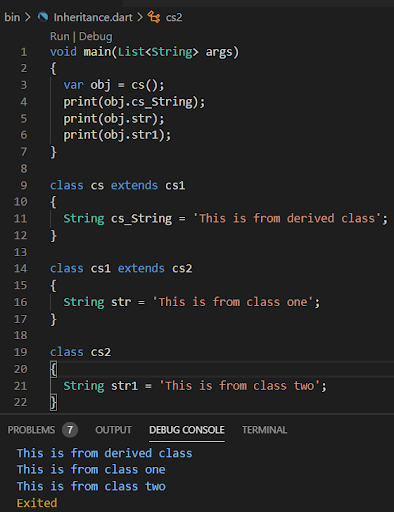 bin > Inheritance.dart > cs2
Run | Debug
1 void main(List<String> args)
2 {
3 var obj = cs();
4 print(obj.cs_String);
5 print(obj.str);
6 print(obj.str1);
7 }
8
9 class cs extends cs1
10 {
11 String cs_String = 'This is from derived class';
12 }
13
14 class cs1 extends cs2
15 {
16 String str = 'This is from class one';
17 }
18
19 class cs2
20 {
21 String str1 = 'This is from class two';
22 }
PROBLEMS 7 OUTPUT DEBUG CONSOLE TERMINAL
This is from derived class
This is from class one
This is from class two
Exited